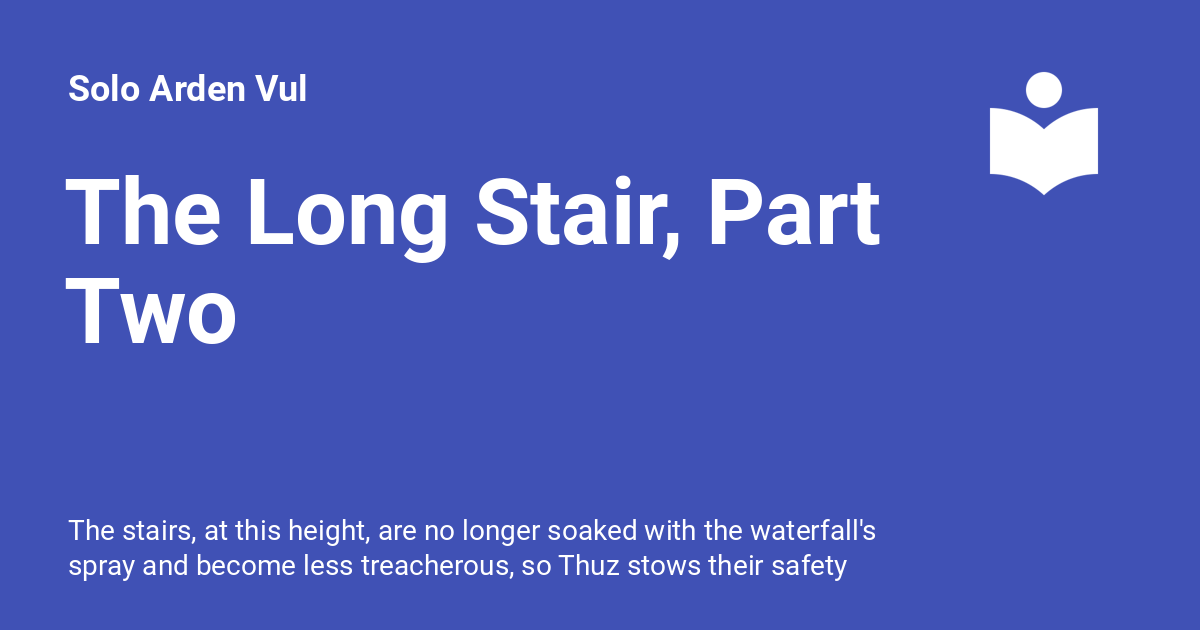 Solo Arden Vul
The Long Stair, Part
Two
The stairs, at this height, are no longer soaked with the waterfall's
spray and become less treacherous, so Thuz stows their safety